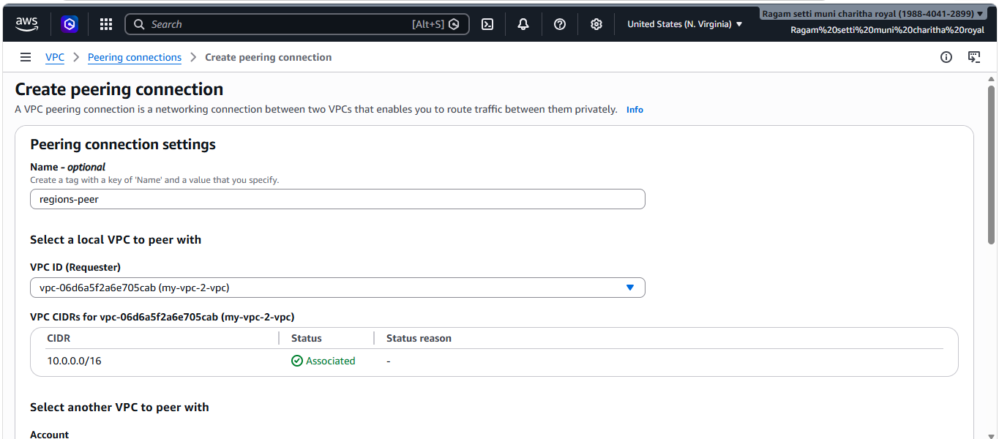 aws
Search [Alt+S]
United States (N. Virginia) ▼
Ragam setti muni charitha royal (1988-4041-2899) ▼
Ragam%20setti%20muni%20charitha%20royal
VPC > Peering connections > Create peering connection
Create peering connection
A VPC peering connection is a networking connection between two VPCs that enables you to route traffic between them privately. Info
Peering connection settings
Name - optional
Create a tag with a key of 'Name' and a value that you specify.
regions-peer
Select a local VPC to peer with
VPC ID (Requester)
vpc-06d6a5f2a6e705cab (my-vpc-2-vpc)
VPC CIDRs for vpc-06d6a5f2a6e705cab (my-vpc-2-vpc)
CIDR Status Status reason
10.0.0.0/16 Associated -
Select another VPC to peer with
Account